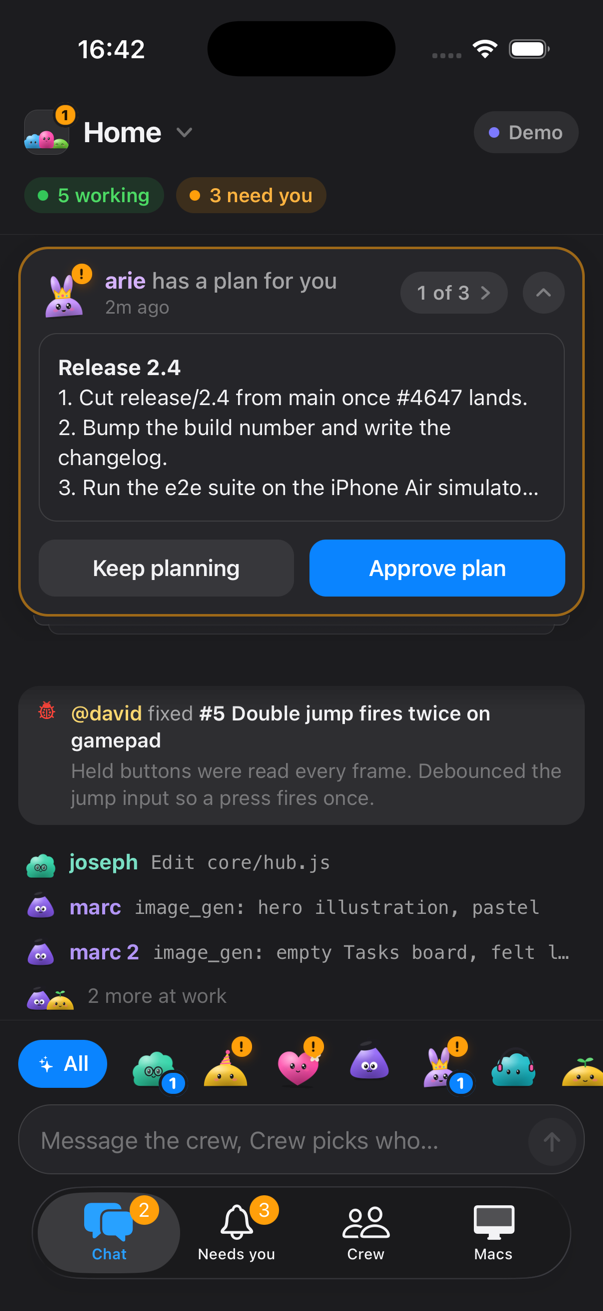 16:42
1
Home
Demo
5 working
3 need you
!
arie has a plan for you
2m ago
1 of 3
Release 2.4
1. Cut release/2.4 from main once #4647 lands.
2. Bump the build number and write the
changelog.
3. Run the e2e suite on the iPhone Air simulato...
Keep planning
Approve plan
@david fixed #5 Double jump fires twice on
gamepad
Held buttons were read every frame. Debounced the
jump input so a press fires once.
joseph Edit core/hub.js
marc image_gen: hero illustration, pastel
marc 2 image_gen: empty Tasks board, felt l…
2 more at work
All
1
!
!
!
1
Message the crew, Crew picks who...
2
3
Chat
Needs you
Crew
Macs